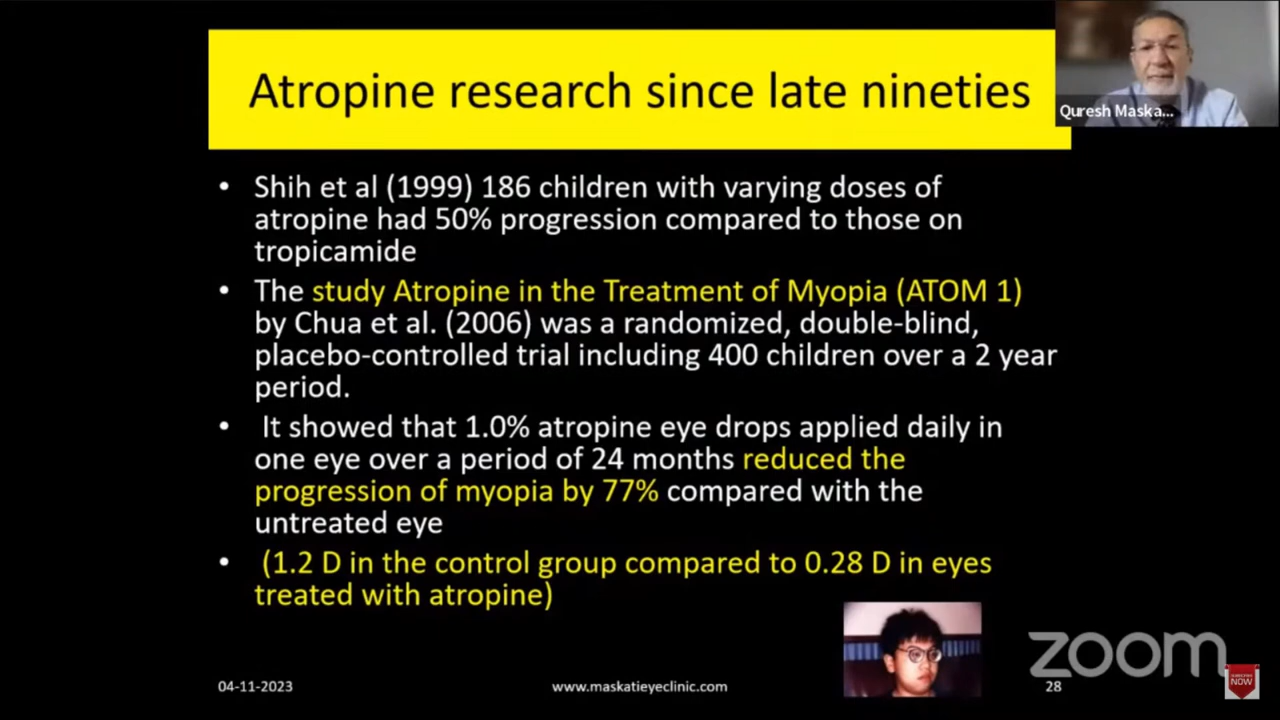 Atropine research since late nineties
Quresh Maska...
• Shih et al (1999) 186 children with varying doses of
atropine had 50% progression compared to those on
tropicamide
• The study Atropine in the Treatment of Myopia (ATOM 1)
by Chua et al. (2006) was a randomized, double-blind,
placebo-controlled trial including 400 children over a 2 year
period.
• It showed that 1.0% atropine eye drops applied daily in
one eye over a period of 24 months reduced the
progression of myopia by 77% compared with the
untreated eye
• (1.2 D in the control group compared to 0.28 D in eyes
treated with atropine)
zoom
SUBSCRIBE
NOW
04-11-2023
www.maskatieyeclinic.com
28